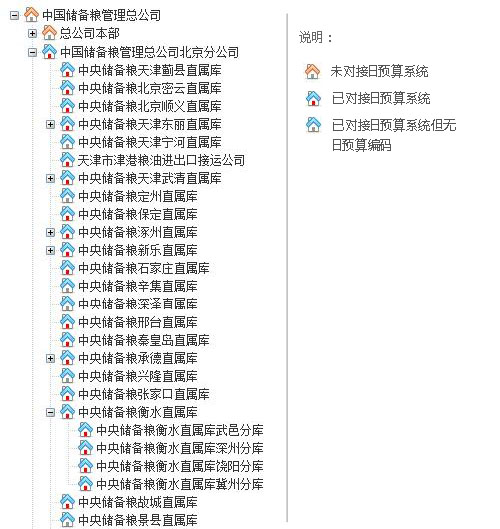 中国储备粮管理总公司
总公司本部
中国储备粮管理总公司北京分公司
中央储备粮天津蓟县直属库
中央储备粮北京密云直属库
中央储备粮北京顺义直属库
中央储备粮天津东丽直属库
中央储备粮天津宁河直属库
天津市津港粮油进出口接运公司
中央储备粮天津武清直属库
中央储备粮定州直属库
中央储备粮保定直属库
中央储备粮涿州直属库
中央储备粮新乐直属库
中央储备粮石家庄直属库
中央储备粮辛集直属库
中央储备粮深泽直属库
中央储备粮邢台直属库
中央储备粮秦皇岛直属库
中央储备粮承德直属库
中央储备粮兴隆直属库
中央储备粮张家口直属库
中央储备粮衡水直属库
中央储备粮衡水直属库武邑分库
中央储备粮衡水直属库深州分库
中央储备粮衡水直属库饶阳分库
中央储备粮衡水直属库冀州分库
中央储备粮故城直属库
中央储备粮景县直属库
说明：
未对接日预算系统
已对接日预算系统
已对接日预算系统但无
日预算编码